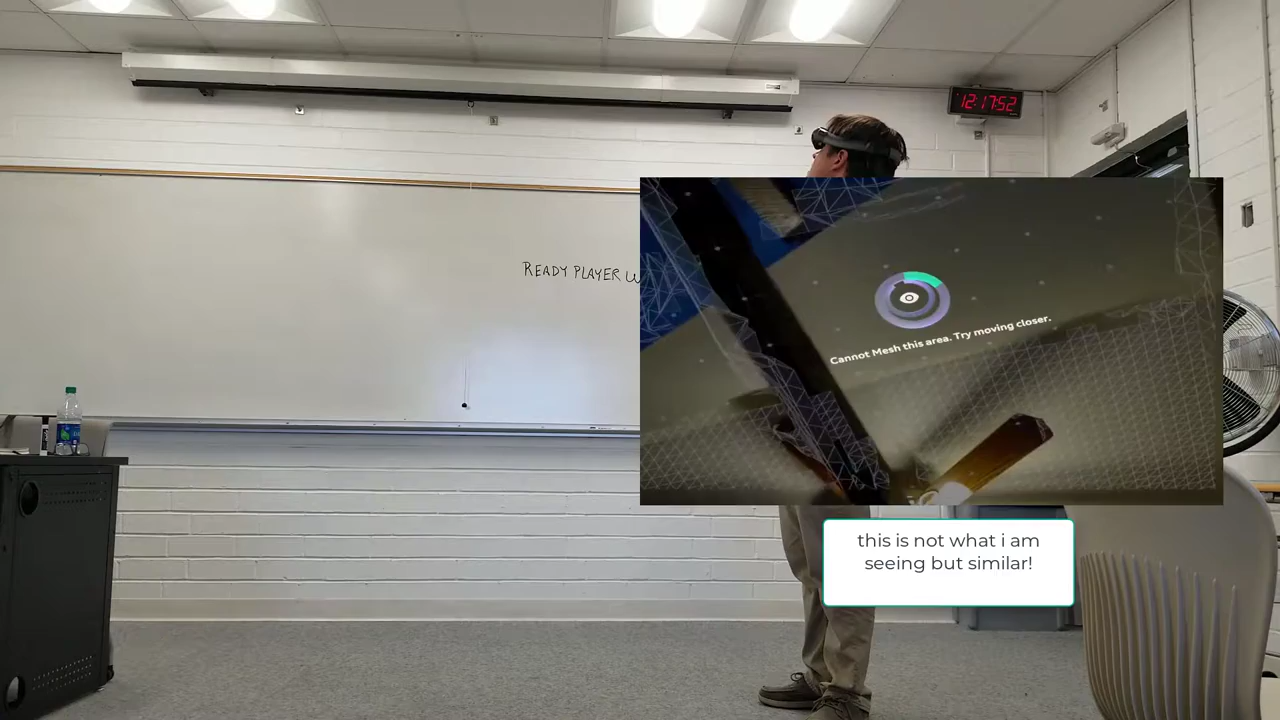 12:17:52
READY PLAYER
Cannot Mesh this area. Try moving closer.
this is not what i am
seeing but similar!